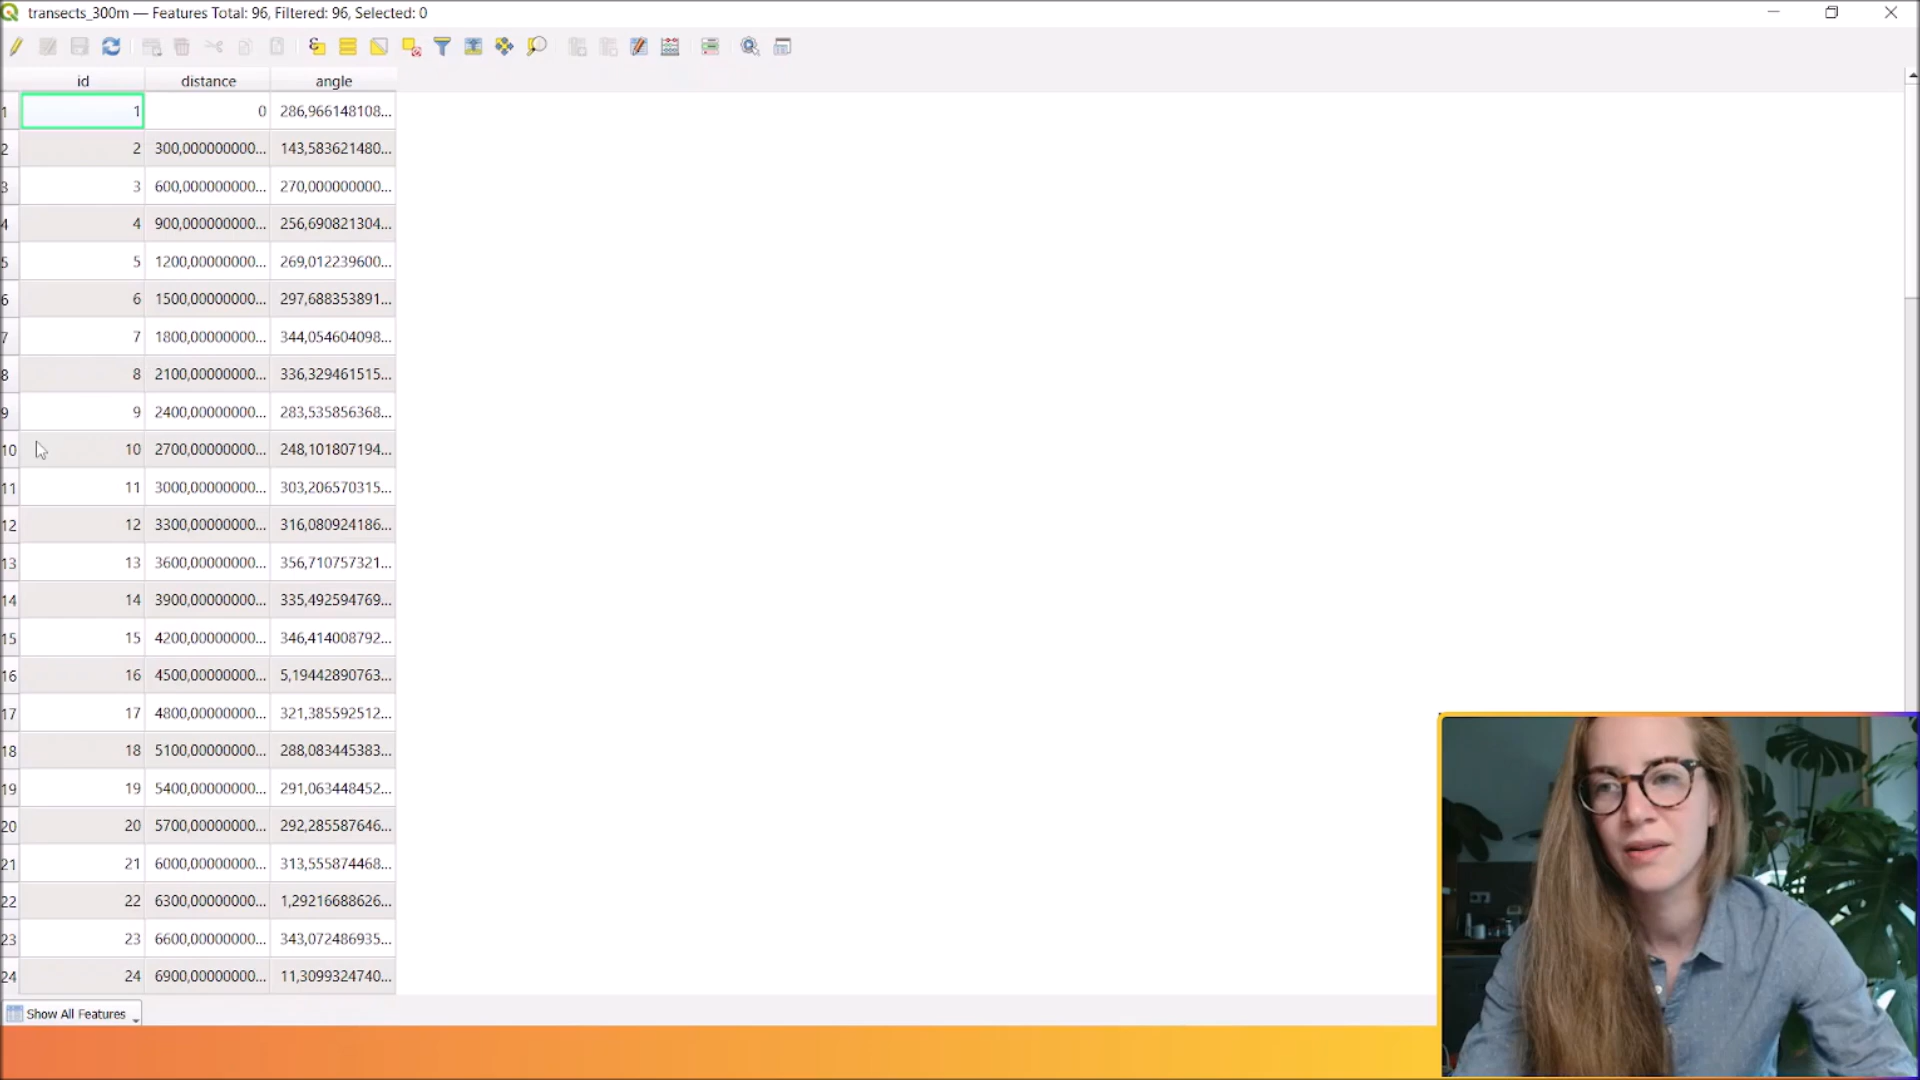 transects_300m — Features Total: 96, Filtered: 96, Selected: 0
id distance angle
1 1 0 286,966148108...
2 2 300,000000000... 143,583621480...
3 3 600,000000000... 270,000000000...
4 4 900,000000000... 256,690821304...
5 5 1200,00000000... 269,012239600...
6 6 1500,00000000... 297,688353891...
7 7 1800,00000000... 344,054604098...
8 8 2100,00000000... 336,329461515...
9 9 2400,00000000... 283,535856368...
10 10 2700,00000000... 248,101807194...
11 11 3000,00000000... 303,206570315...
12 12 3300,00000000... 316,080924186...
13 13 3600,00000000... 356,710757321...
14 14 3900,00000000... 335,492594769...
15 15 4200,00000000... 346,414008792...
16 16 4500,00000000... 5,19442890763...
17 17 4800,00000000... 321,385592512...
18 18 5100,00000000... 288,083445383...
19 19 5400,00000000... 291,063448452...
20 20 5700,00000000... 292,285587646...
21 21 6000,00000000... 313,555874468...
22 22 6300,00000000... 1,29216688626...
23 23 6600,00000000... 343,072486935...
24 24 6900,00000000... 11,3099324740...
Show All Features